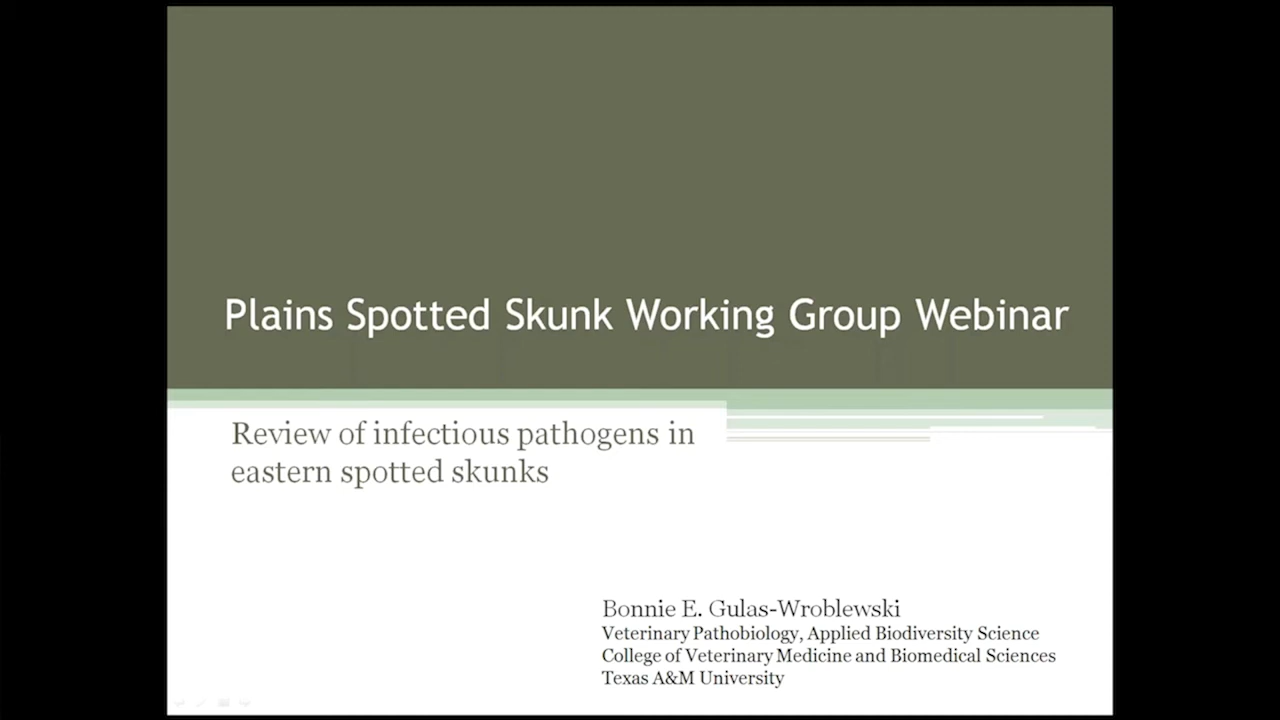 Plains Spotted Skunk Working Group Webinar
Review of infectious pathogens in
eastern spotted skunks
Bonnie E. Gulas-Wroblewski
Veterinary Pathobiology, Applied Biodiversity Science
College of Veterinary Medicine and Biomedical Sciences
Texas A&M University